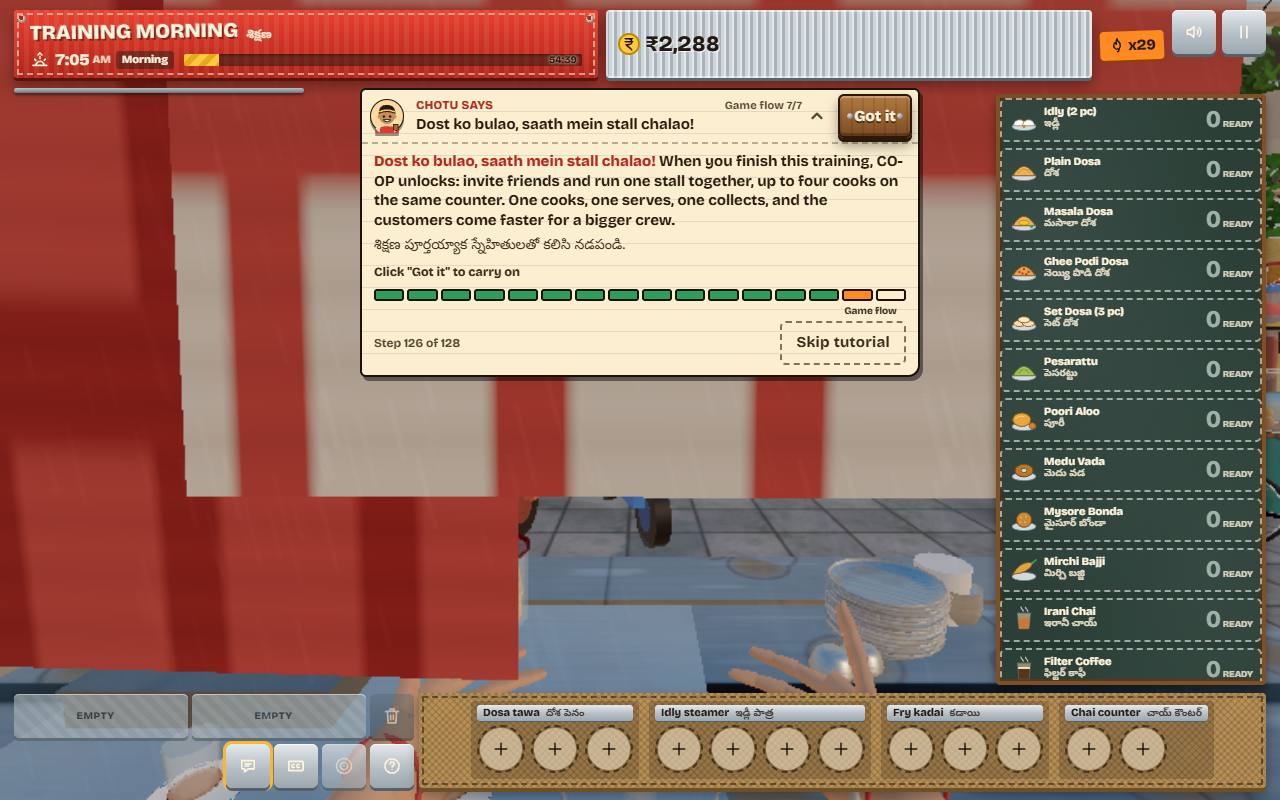 TRAINING MORNING శిక్షణ
7:05 AM Morning 54:39
₹2,288
x29
CHOTU SAYS
Game flow 7/7
Dost ko bulao, saath mein stall chalao!
Got it
Dost ko bulao, saath mein stall chalao! When you finish this training, CO-
OP unlocks: invite friends and run one stall together, up to four cooks on
the same counter. One cooks, one serves, one collects, and the
customers come faster for a bigger crew.
శిక్షణ పూర్తయ్యాక స్నేహితులతో కలిసి నడపండి.
Click "Got it" to carry on
Game flow
Step 126 of 128
Skip tutorial
Idly (2 pc)
ఇడ్లీ
0 READY
Plain Dosa
దోశ
0 READY
Masala Dosa
మసాలా దోశ
0 READY
Ghee Podi Dosa
నెయ్యి పొడి దోశ
0 READY
Set Dosa (3 pc)
సెట్ దోశ
0 READY
Pesarattu
పెసరట్టు
0 READY
Poori Aloo
పూరీ
0 READY
Medu Vada
మెదు వడ
0 READY
Mysore Bonda
మైసూర్ బోండా
0 READY
Mirchi Bajji
మిర్చి బజ్జి
0 READY
Irani Chai
ఇరానీ చాయ్
0 READY
Filter Coffee
ఫిల్టర్ కాఫీ
0 READY
EMPTY
EMPTY
CC
Dosa tawa దోశ పెనం
Idly steamer ఇడ్లీ పాత్ర
Fry kadai కడాయి
Chai counter చాయ్ కౌంటర్